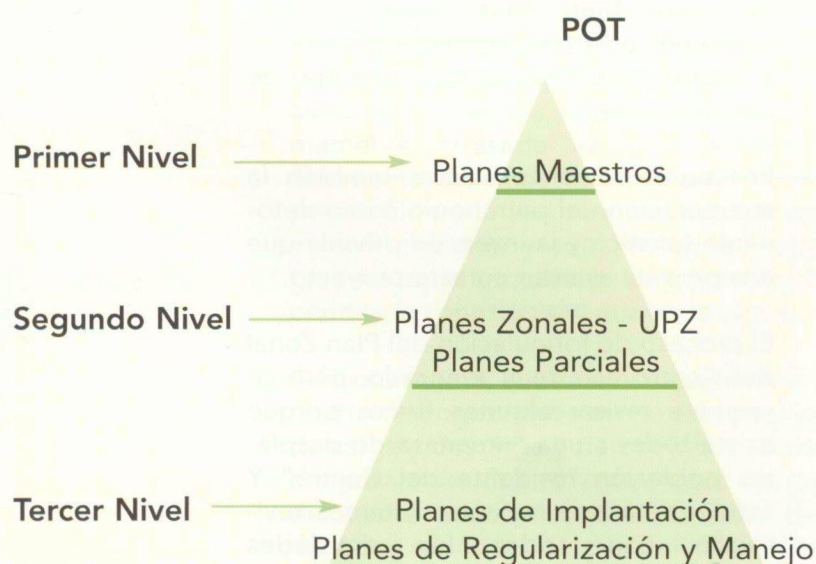 POT
Primer Nivel
Planes Maestros
Segundo Nivel
Planes Zonales - UPZ
Planes Parciales
Tercer Nivel
Planes de Implantación
Planes de Regularización y Manejo